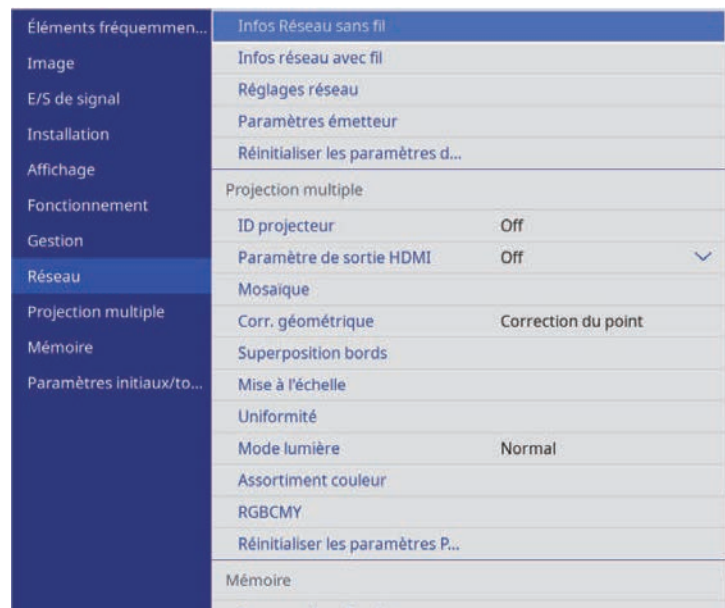 Éléments fréquemmen...
Image
E/S de signal
Installation
Affichage
Fonctionnement
Gestion
Réseau
Projection multiple
Mémoire
Paramètres initiaux/to...
Infos Réseau sans fil
Infos réseau avec fil
Réglages réseau
Paramètres émetteur
Réinitialiser les paramètres d...
Projection multiple
ID projecteur Off
Paramètre de sortie HDMI Off
Mosaïque
Corr. géométrique Correction du point
Superposition bords
Mise à l'échelle
Uniformité
Mode lumière Normal
Assortiment couleur
RGBCMY
Réinitialiser les paramètres P...
Mémoire